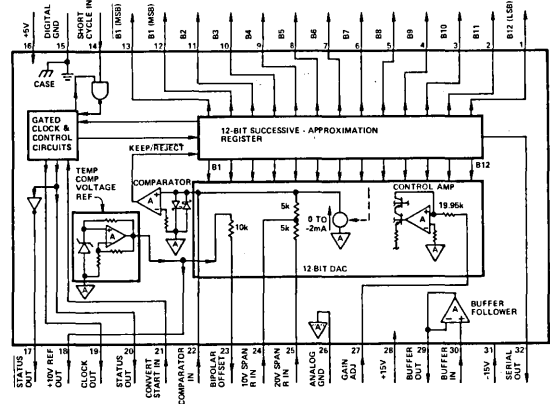 +5V
DIGITAL GND
SHORT CYCLE IN
B̅1̅ (MSB)
B1 (MSB)
B2
B3
B4
B5
B6
B7
B8
B9
B10
B11
B12 (LSB)
16 15 14 13 12 11 10 9 8 7 6 5 4 3 2 1
CASE
GATED CLOCK & CONTROL CIRCUITS
12-BIT SUCCESSIVE - APPROXIMATION REGISTER
KEEP/R̅E̅J̅E̅C̅T̅
B1
B12
TEMP COMP VOLTAGE REF
COMPARATOR
CONTROL AMP
A
A
A
A
A
A
10k
5k
5k
0 TO -2mA
19.95k
12-BIT DAC
A
A
BUFFER FOLLOWER
17 18 19 20 21 22 23 24 25 26 27 28 29 30 31 32
S̅T̅A̅T̅U̅S̅ OUT
+10V REF OUT
CLOCK OUT
STATUS OUT
CONVERT START IN
COMPARATOR IN
BIPOLAR OFFSET
10V SPAN R IN
20V SPAN R IN
ANALOG GND
GAIN ADJ
+15V
BUFFER OUT
BUFFER IN
-15V
SERIAL OUT